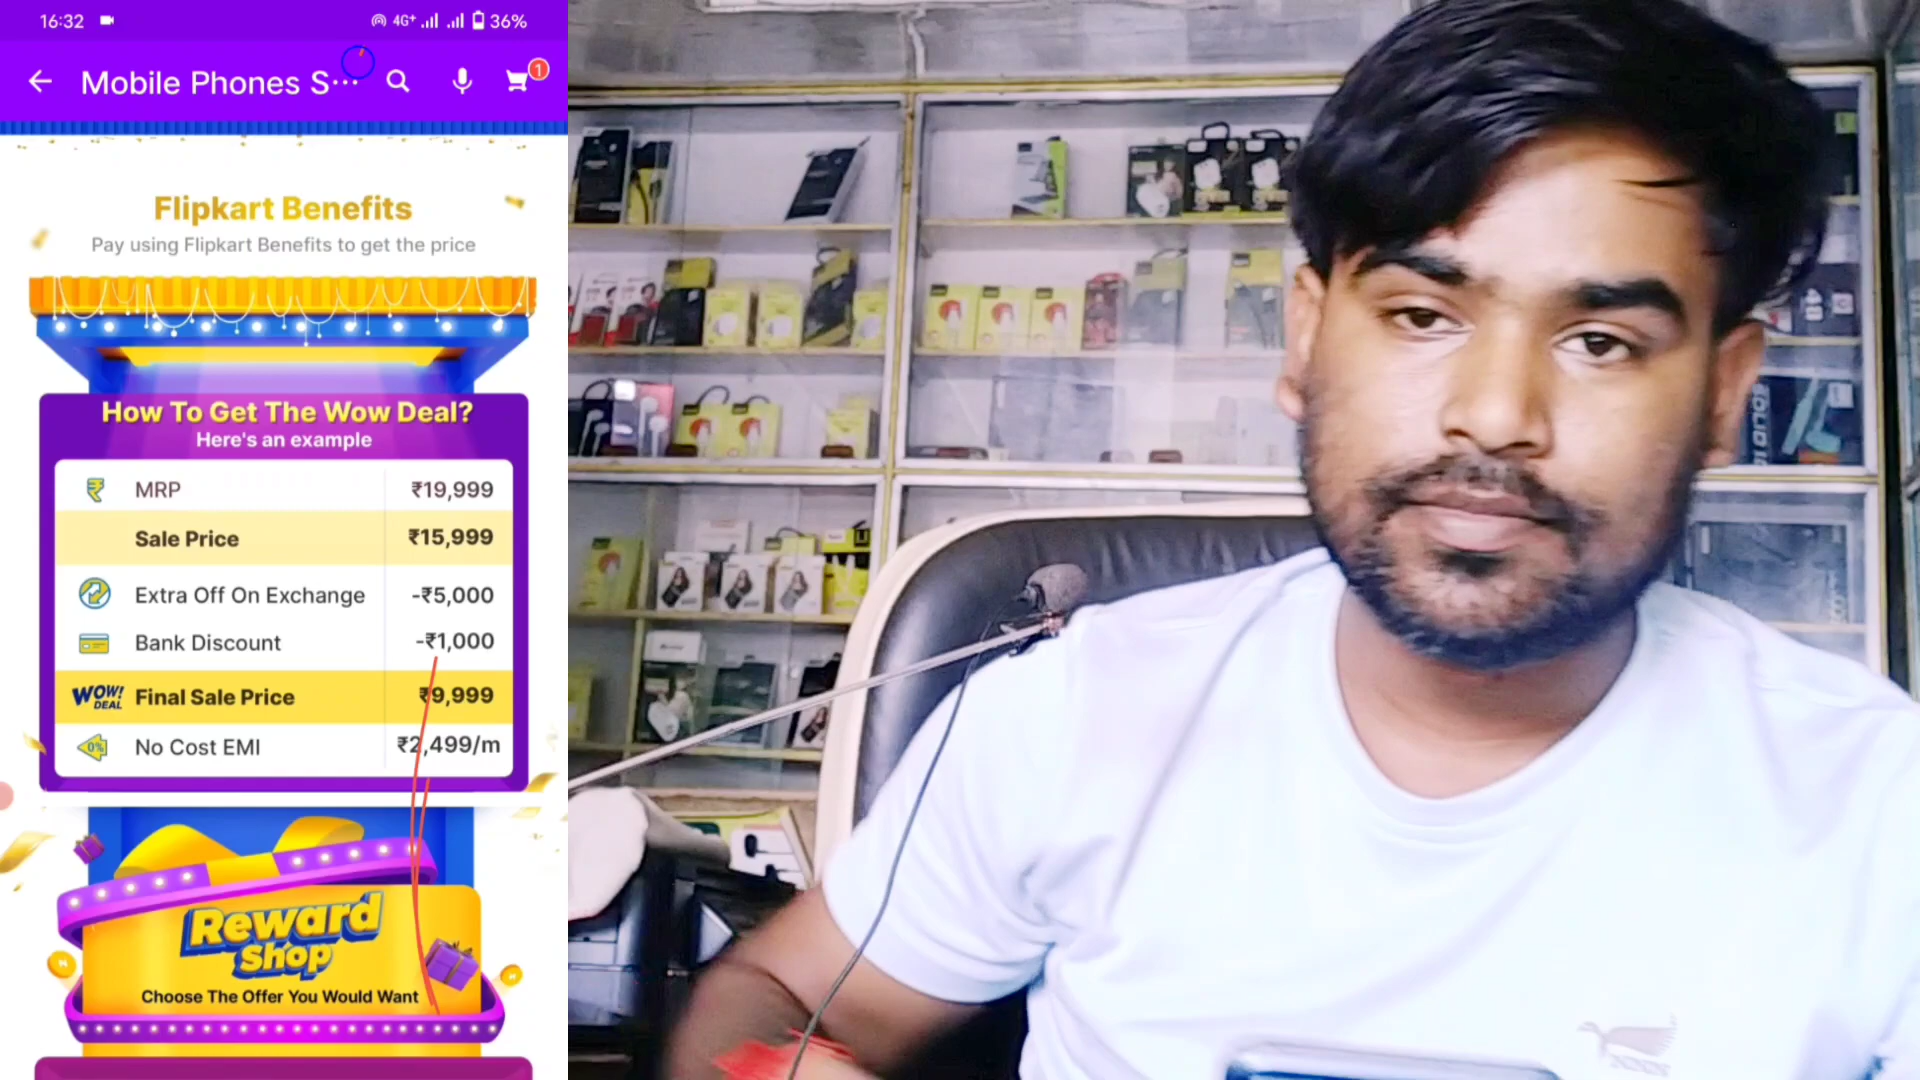 16:32
4G+
36%
Mobile Phones S...
1
Flipkart Benefits
Pay using Flipkart Benefits to get the price
How To Get The Wow Deal?
Here's an example
MRP ₹19,999
Sale Price ₹15,999
Extra Off On Exchange -₹5,000
Bank Discount -₹1,000
WOW! DEAL Final Sale Price ₹9,999
0% No Cost EMI ₹2,499/m
Reward
Shop
Choose The Offer You Would Want